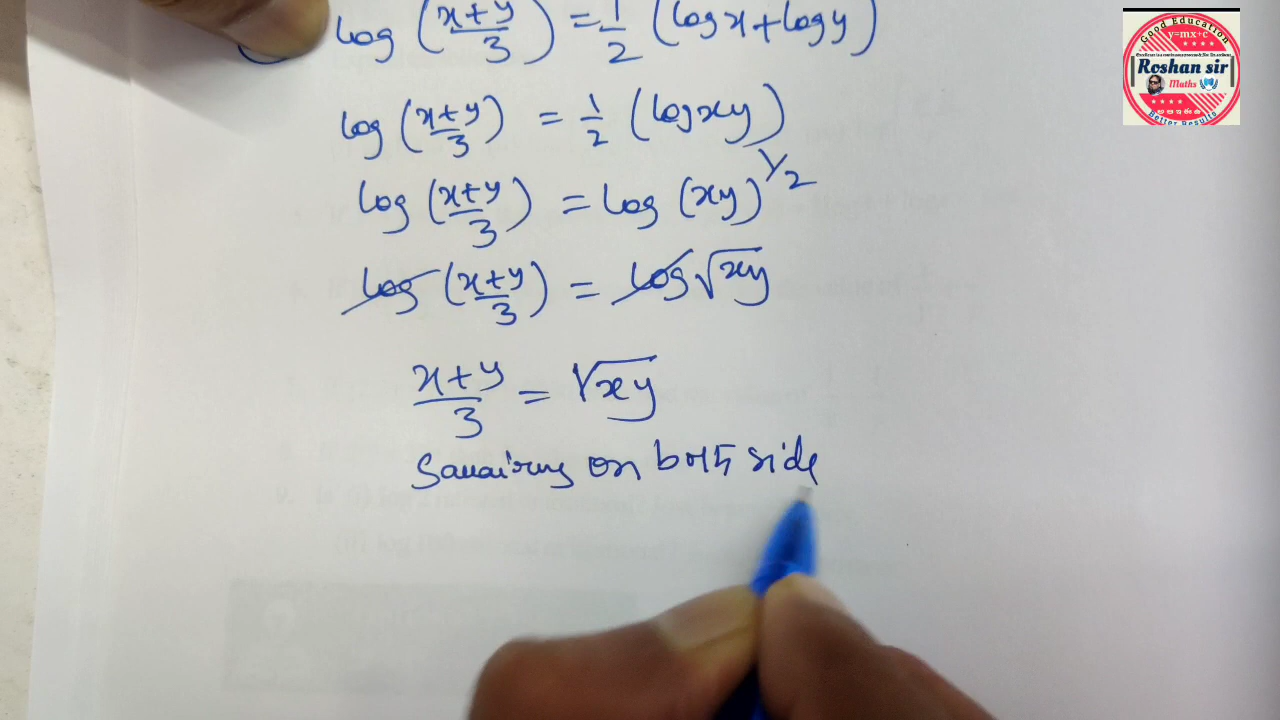 log (x+y/3) = 1/2 (log x + log y)
log (x+y/3) = 1/2 (log xy)
log (x+y/3) = log (xy)^1/2
log (x+y/3) = log √xy
x+y/3 = √xy
on both side
Good Education
y=mx+c
Roshan sir
Maths
Better Results